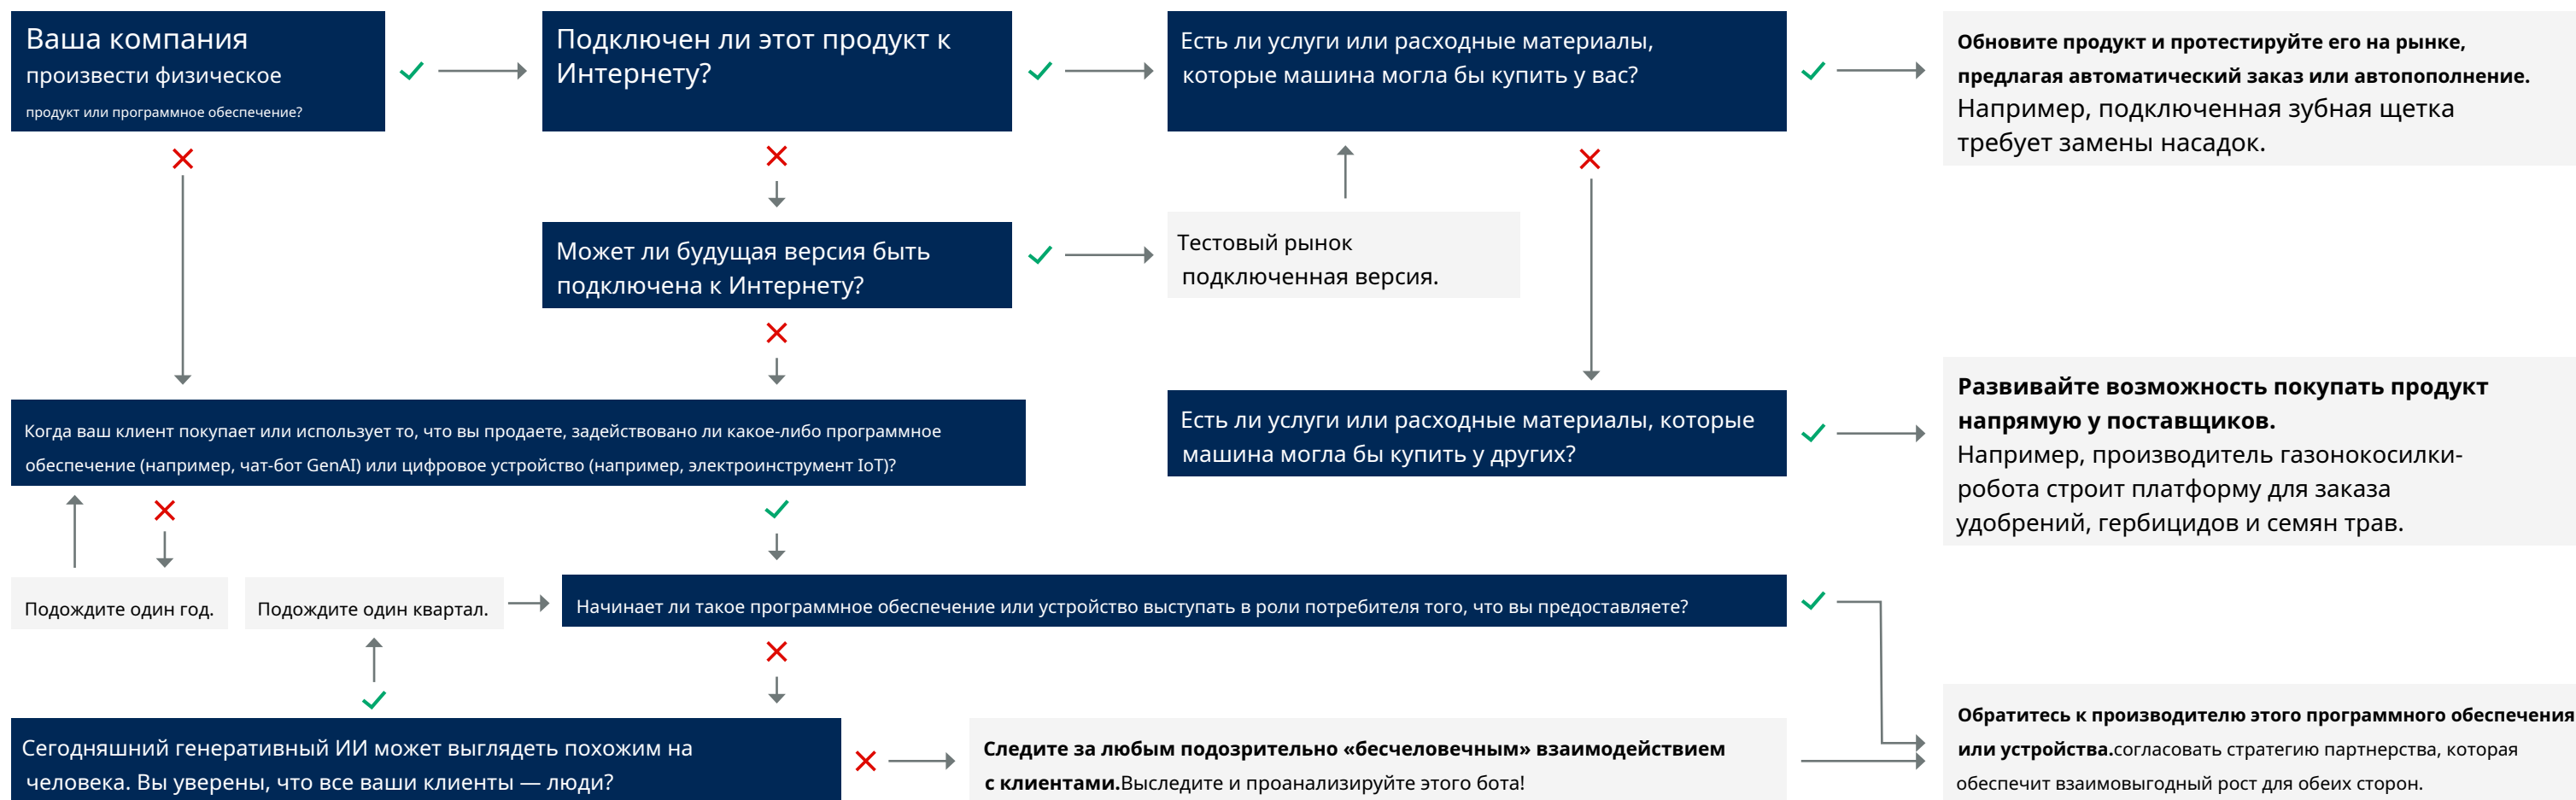 Ваша компания
произвести физическое
продукт или программное обеспечение?
Подключен ли этот продукт к
Интернету?
Есть ли услуги или расходные материалы,
которые машина могла бы купить у вас?
Обновите продукт и протестируйте его на рынке,
предлагая автоматический заказ или автопополнение.
Например, подключенная зубная щетка
требует замены насадок.
Может ли будущая версия быть
подключена к Интернету?
Тестовый рынок
подключенная версия.
Когда ваш клиент покупает или использует то, что вы продаете, задействовано ли какое-либо программное
обеспечение (например, чат-бот GenAI) или цифровое устройство (например, электроинструмент IoT)?
Есть ли услуги или расходные материалы, которые
машина могла бы купить у других?
Развивайте возможность покупать продукт
напрямую у поставщиков.
Например, производитель газонокосилки-
робота строит платформу для заказа
удобрений, гербицидов и семян трав.
Подождите один год.
Подождите один квартал.
Начинает ли такое программное обеспечение или устройство выступать в роли потребителя того, что вы предоставляете?
Сегодняшний генеративный ИИ может выглядеть похожим на
человека. Вы уверены, что все ваши клиенты — люди?
Следите за любым подозрительно «бесчеловечным» взаимодействием
с клиентами.Выследите и проанализируйте этого бота!
Обратитесь к производителю этого программного обеспечения
или устройства.согласовать стратегию партнерства, которая
обеспечит взаимовыгодный рост для обеих сторон.